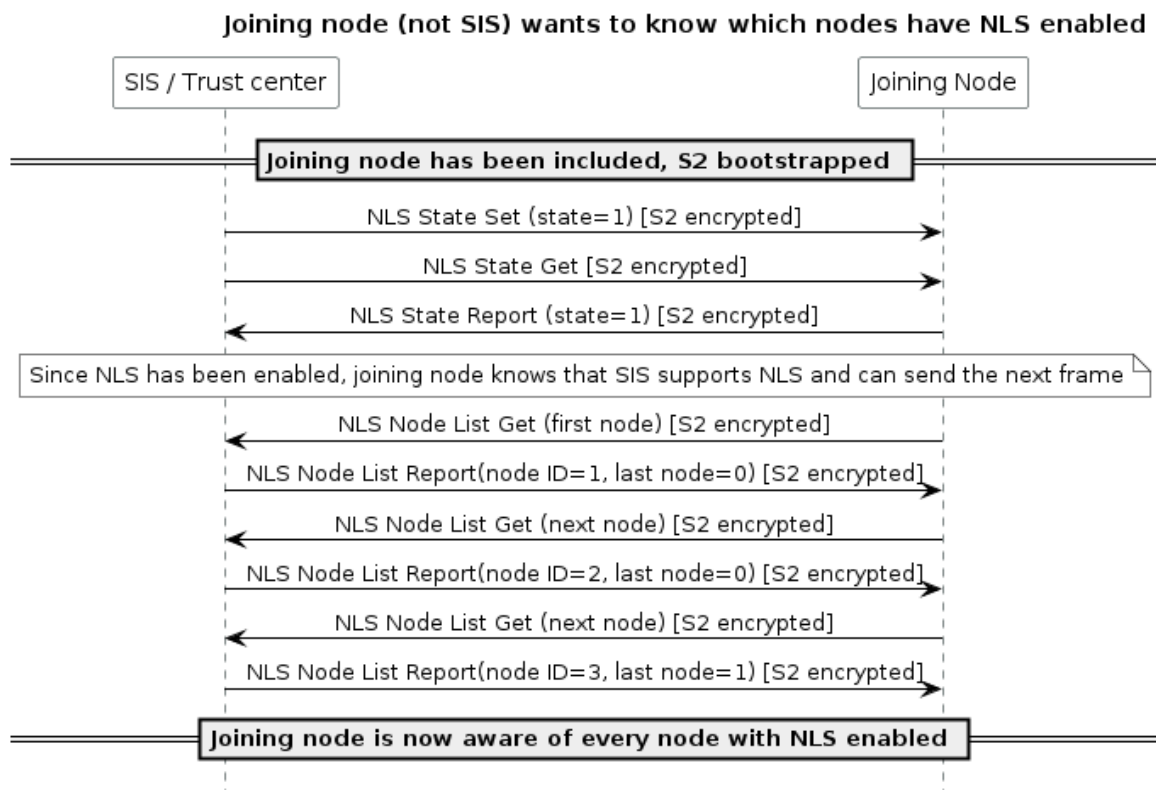 Joining node (not SIS) wants to know which nodes have NLS enabled
SIS / Trust center
Joining Node
Joining node has been included, S2 bootstrapped
NLS State Set (state=1) [S2 encrypted]
NLS State Get [S2 encrypted]
NLS State Report (state=1) [S2 encrypted]
Since NLS has been enabled, joining node knows that SIS supports NLS and can send the next frame
NLS Node List Get (first node) [S2 encrypted]
NLS Node List Report(node ID=1, last node=0) [S2 encrypted]
NLS Node List Get (next node) [S2 encrypted]
NLS Node List Report(node ID=2, last node=0) [S2 encrypted]
NLS Node List Get (next node) [S2 encrypted]
NLS Node List Report(node ID=3, last node=1) [S2 encrypted]
Joining node is now aware of every node with NLS enabled